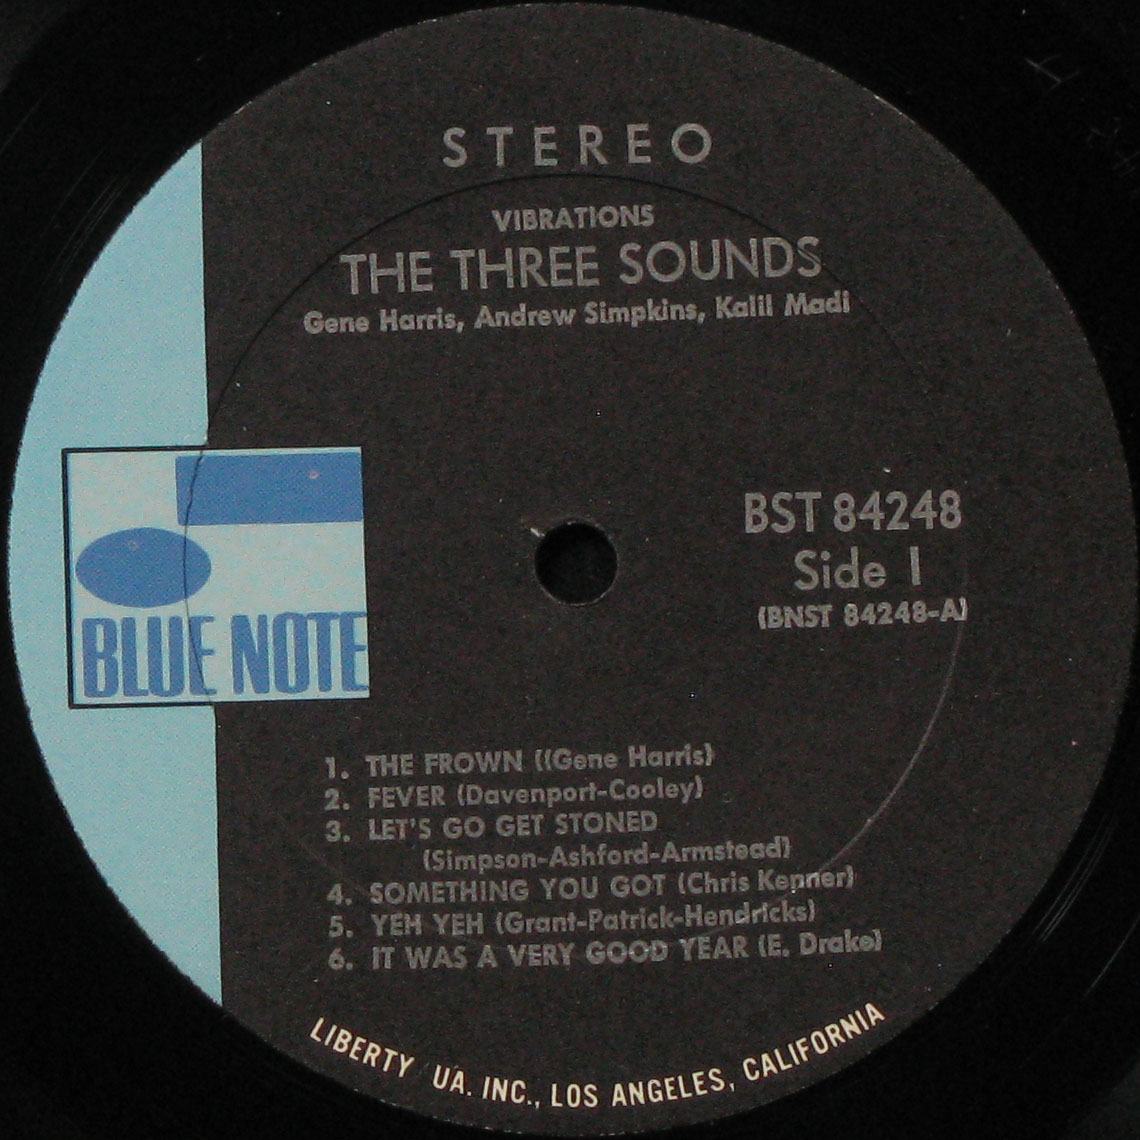 STEREO
VIBRATIONS
THE THREE SOUNDS
Gene Harris, Andrew Simpkins, Kalil Madi
BLUE NOTE
BST 84248
Side 1
(BNST 84248-A)
1. THE FROWN ((Gene Harris)
2. FEVER (Davenport-Cooley)
3. LET'S GO GET STONED
(Simpson-Ashford-Armstead)
4. SOMETHING YOU GOT (Chris Kenner)
5. YEH YEH (Grant-Patrick-Hendricks)
6. IT WAS A VERY GOOD YEAR (E. Drake)
LIBERTY UA. INC., LOS ANGELES, CALIFORNIA